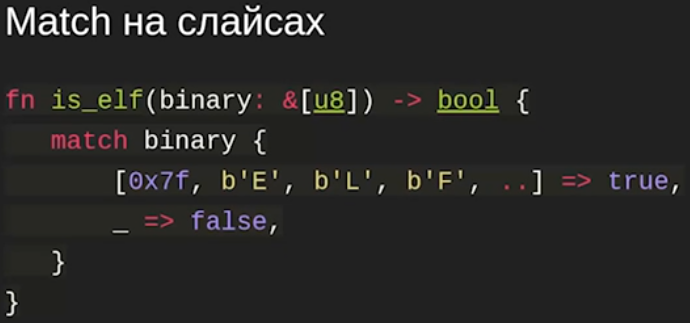 Match на слайсах
fn is_elf(binary: &[u8]) -> bool {
match binary {
[0x7f, b'E', b'L', b'F', ..] => true,
_ => false,
}
}